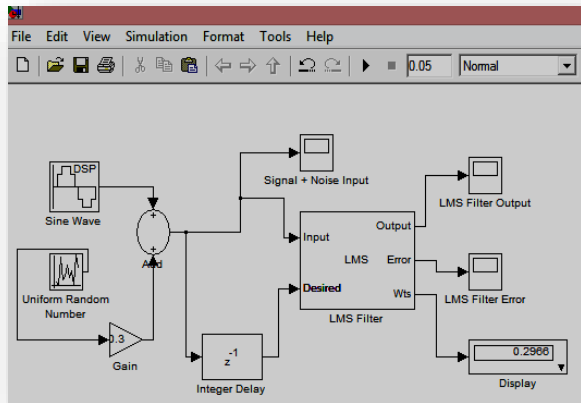 File Edit View Simulation Format Tools Help
0.05 Normal
DSP
Sine Wave
Signal + Noise Input
LMS Filter Output
+
+
Add
Input
Output
LMS
Error
Desired
Wts
LMS Filter
LMS Filter Error
Uniform Random
Number
0.3
Gain
z-1
Integer Delay
0.2966
Display